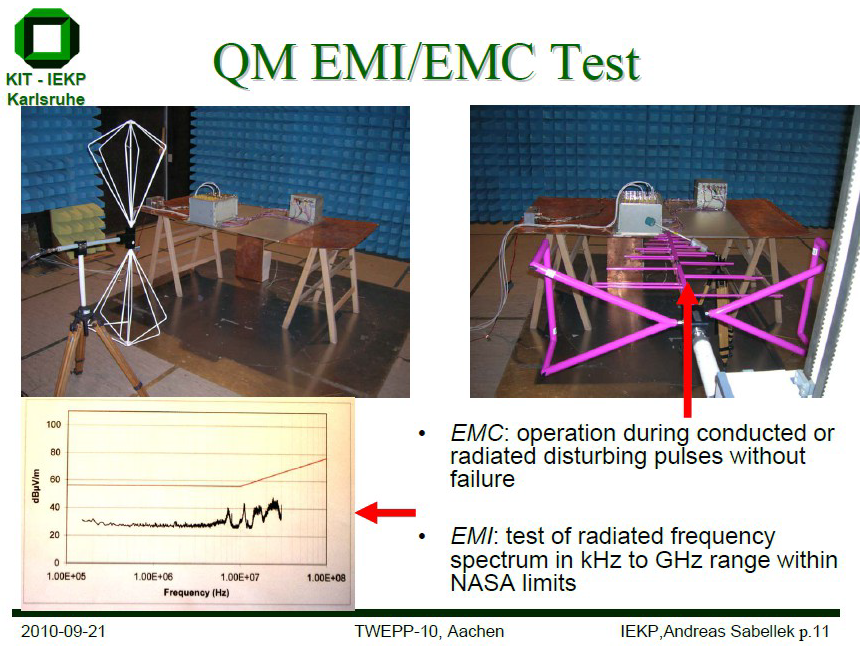 QM EMI/EMC Test
KIT - IEKP
Karlsruhe
100
80
60
40
20
0
dBµV/m
1.00E+05 1.00E+06 1.00E+07 1.00E+08
Frequency (Hz)
• EMC: operation during conducted or
radiated disturbing pulses without
failure
• EMI: test of radiated frequency
spectrum in kHz to GHz range within
NASA limits
2010-09-21 TWEPP-10, Aachen IEKP,Andreas Sabellek p.11